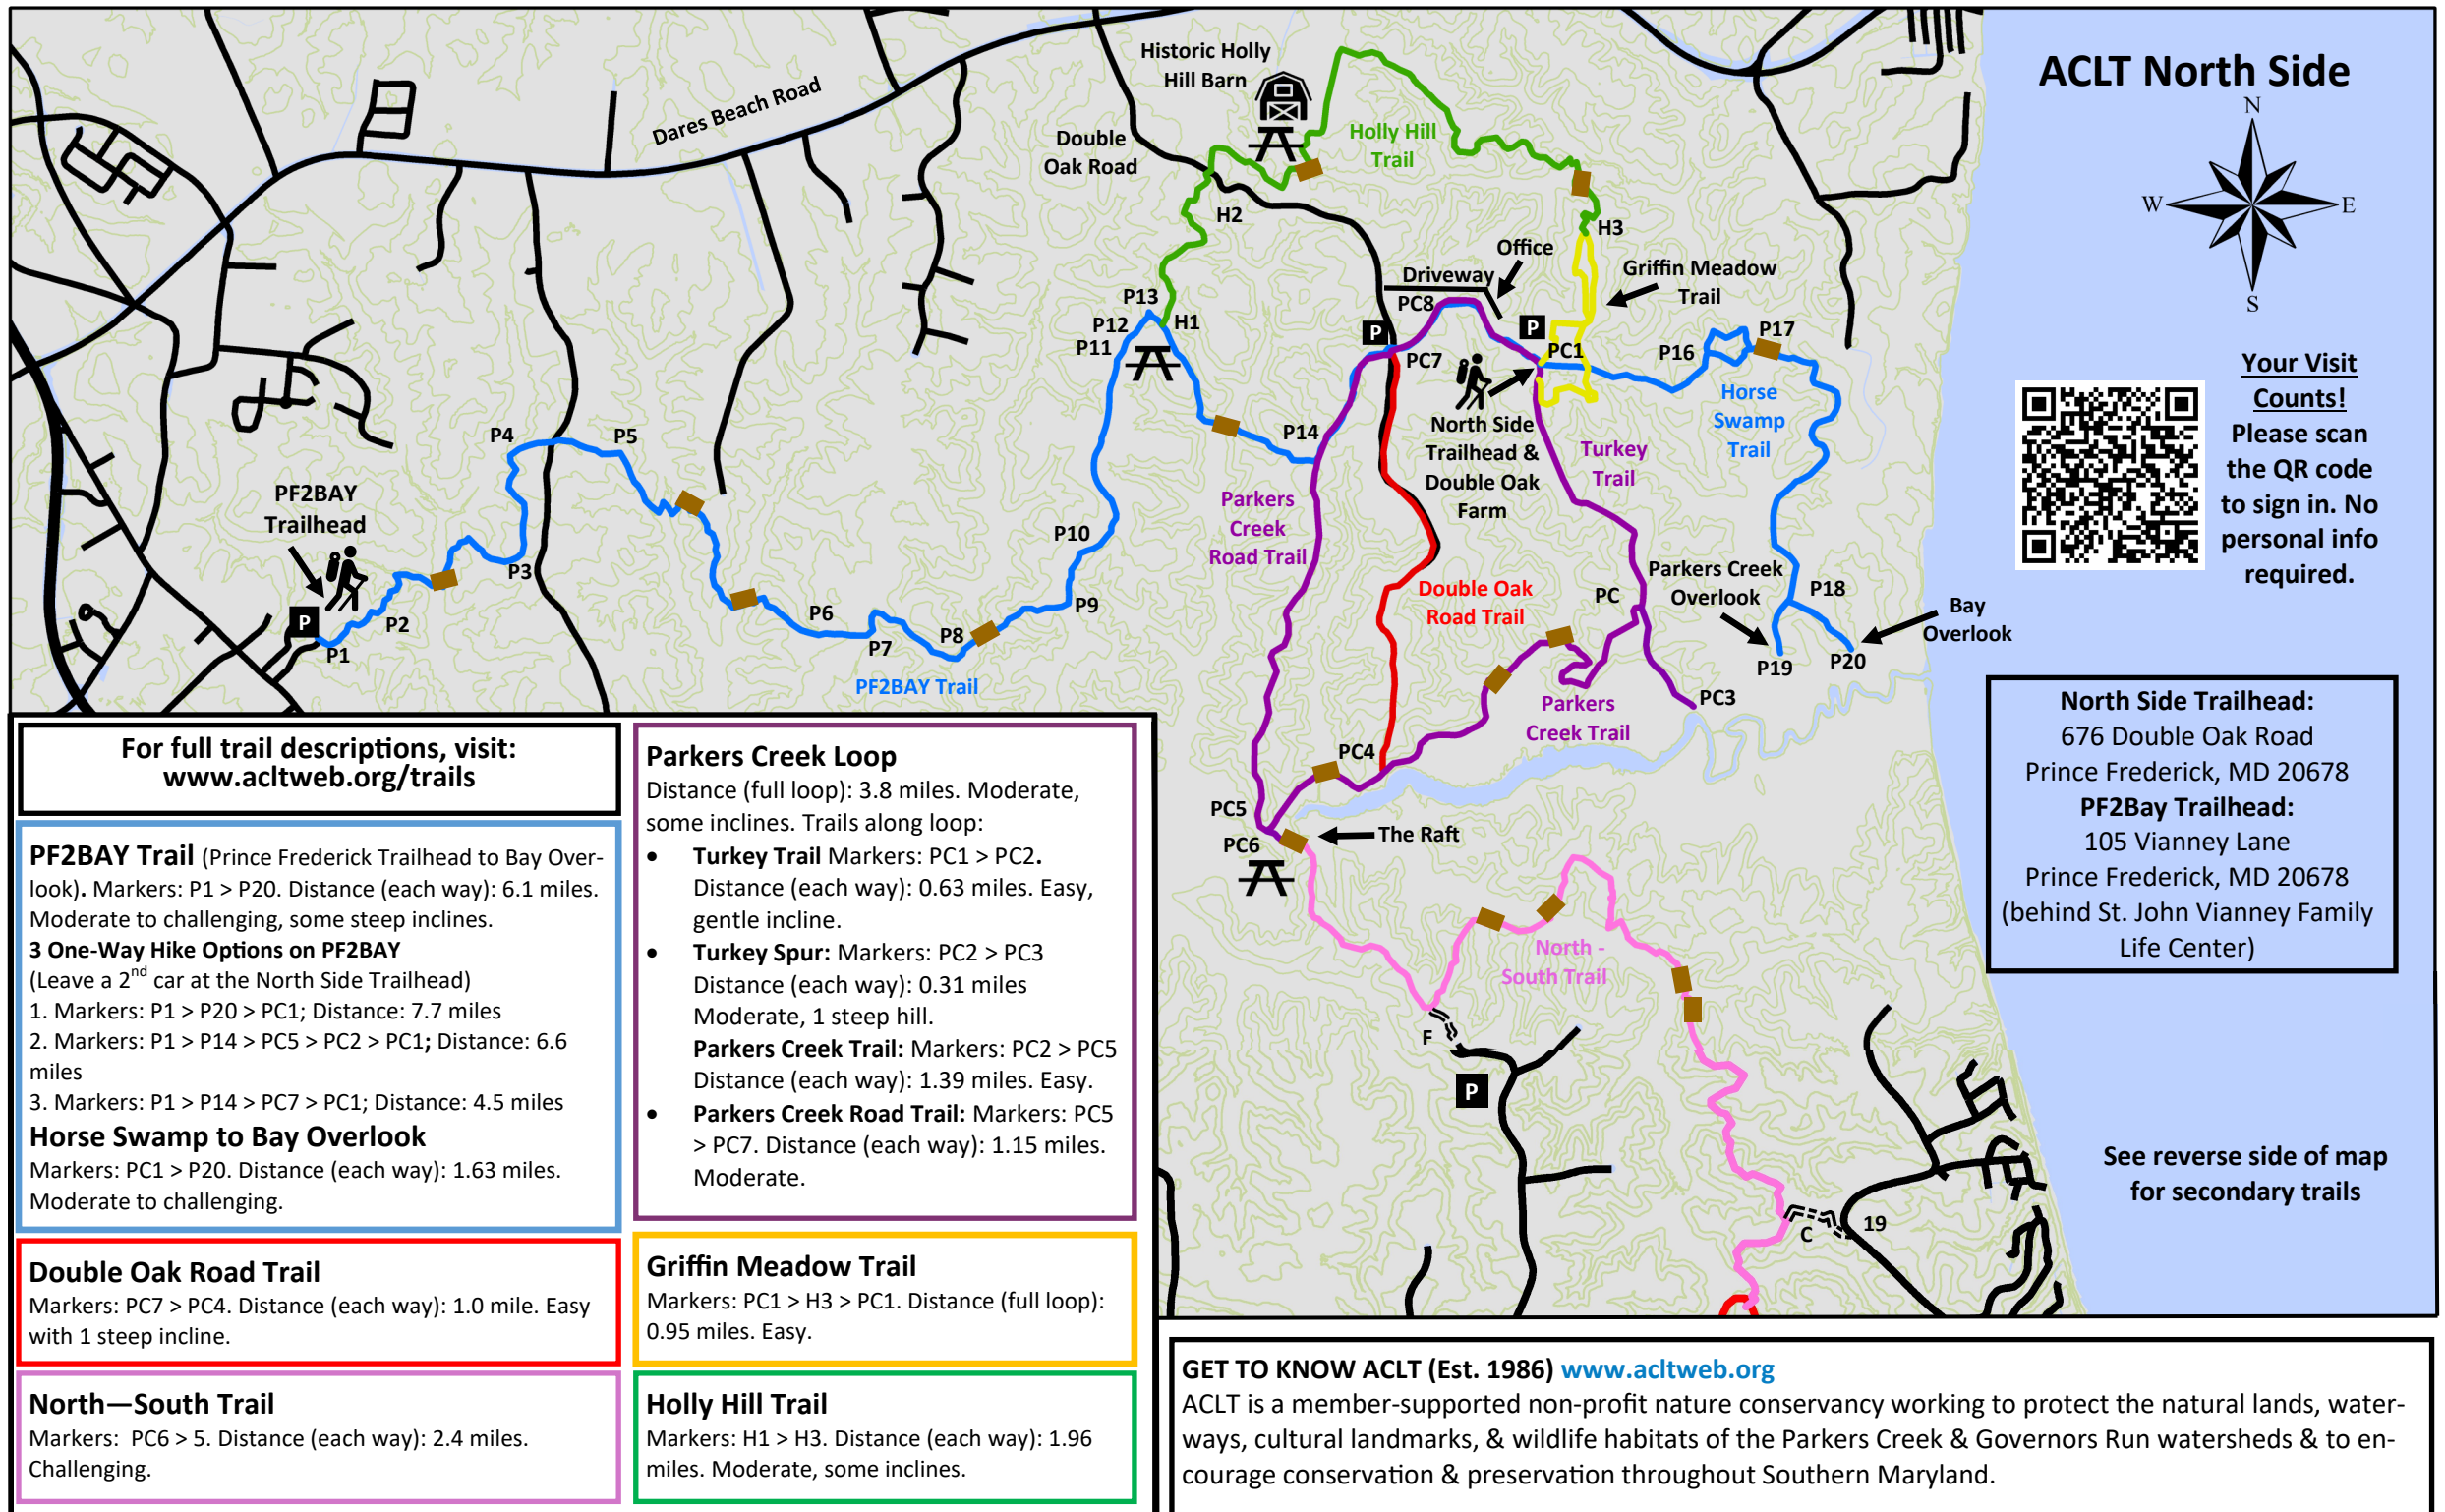 ACLT North Side
N
W
E
S
Historic Holly
Hill Barn
Dares Beach Road
Double
Oak Road
Holly Hill
Trail
H2
H3
Office
Driveway
Griffin Meadow
Trail
P13
P12
P11
H1
PC8
P
P
PC7
PC1
P16
P17
Horse
Swamp
Trail
Your Visit
Counts!
Please scan
the QR code
to sign in. No
personal info
required.
P4
P5
P14
North Side
Trailhead &
Double Oak
Farm
Turkey
Trail
PF2BAY
Trailhead
Parkers
Creek
Road Trail
P10
P3
Parkers Creek
Overlook
Double Oak
Road Trail
PC
P18
Bay
Overlook
P
P2
P1
P6
P7
P8
P9
P19
P20
PF2BAY Trail
Parkers
Creek Trail
PC3
PC4
PC5
PC6
The Raft
North -
South Trail
F
P
C
19
North Side Trailhead:
676 Double Oak Road
Prince Frederick, MD 20678
PF2Bay Trailhead:
105 Vianney Lane
Prince Frederick, MD 20678
(behind St. John Vianney Family
Life Center)
See reverse side of map
for secondary trails
For full trail descriptions, visit:
www.acltweb.org/trails
PF2BAY Trail (Prince Frederick Trailhead to Bay Over-
look). Markers: P1 > P20. Distance (each way): 6.1 miles.
Moderate to challenging, some steep inclines.
3 One-Way Hike Options on PF2BAY
(Leave a 2nd car at the North Side Trailhead)
1. Markers: P1 > P20 > PC1; Distance: 7.7 miles
2. Markers: P1 > P14 > PC5 > PC2 > PC1; Distance: 6.6
miles
3. Markers: P1 > P14 > PC7 > PC1; Distance: 4.5 miles
Horse Swamp to Bay Overlook
Markers: PC1 > P20. Distance (each way): 1.63 miles.
Moderate to challenging.
Parkers Creek Loop
Distance (full loop): 3.8 miles. Moderate,
some inclines. Trails along loop:
• Turkey Trail Markers: PC1 > PC2.
Distance (each way): 0.63 miles. Easy,
gentle incline.
• Turkey Spur: Markers: PC2 > PC3
Distance (each way): 0.31 miles
Moderate, 1 steep hill.
Parkers Creek Trail: Markers: PC2 > PC5
Distance (each way): 1.39 miles. Easy.
• Parkers Creek Road Trail: Markers: PC5
> PC7. Distance (each way): 1.15 miles.
Moderate.
Double Oak Road Trail
Markers: PC7 > PC4. Distance (each way): 1.0 mile. Easy
with 1 steep incline.
Griffin Meadow Trail
Markers: PC1 > H3 > PC1. Distance (full loop):
0.95 miles. Easy.
North—South Trail
Markers: PC6 > 5. Distance (each way): 2.4 miles.
Challenging.
Holly Hill Trail
Markers: H1 > H3. Distance (each way): 1.96
miles. Moderate, some inclines.
GET TO KNOW ACLT (Est. 1986) www.acltweb.org
ACLT is a member-supported non-profit nature conservancy working to protect the natural lands, water-
ways, cultural landmarks, & wildlife habitats of the Parkers Creek & Governors Run watersheds & to en-
courage conservation & preservation throughout Southern Maryland.